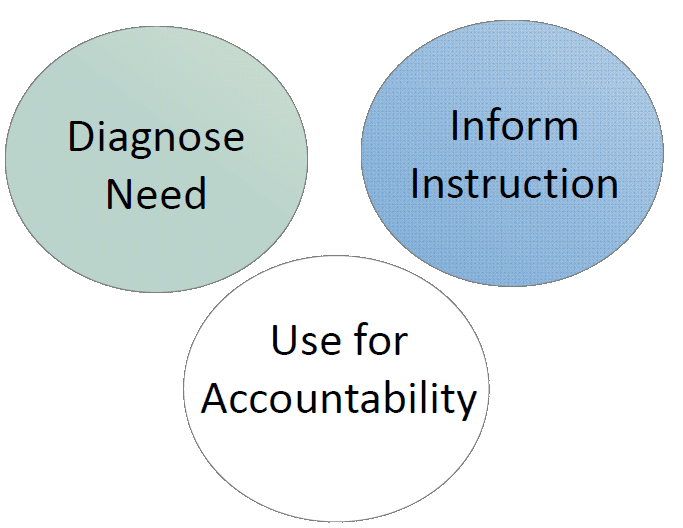 Diagnose
Need
Inform
Instruction
Use for
Accountability